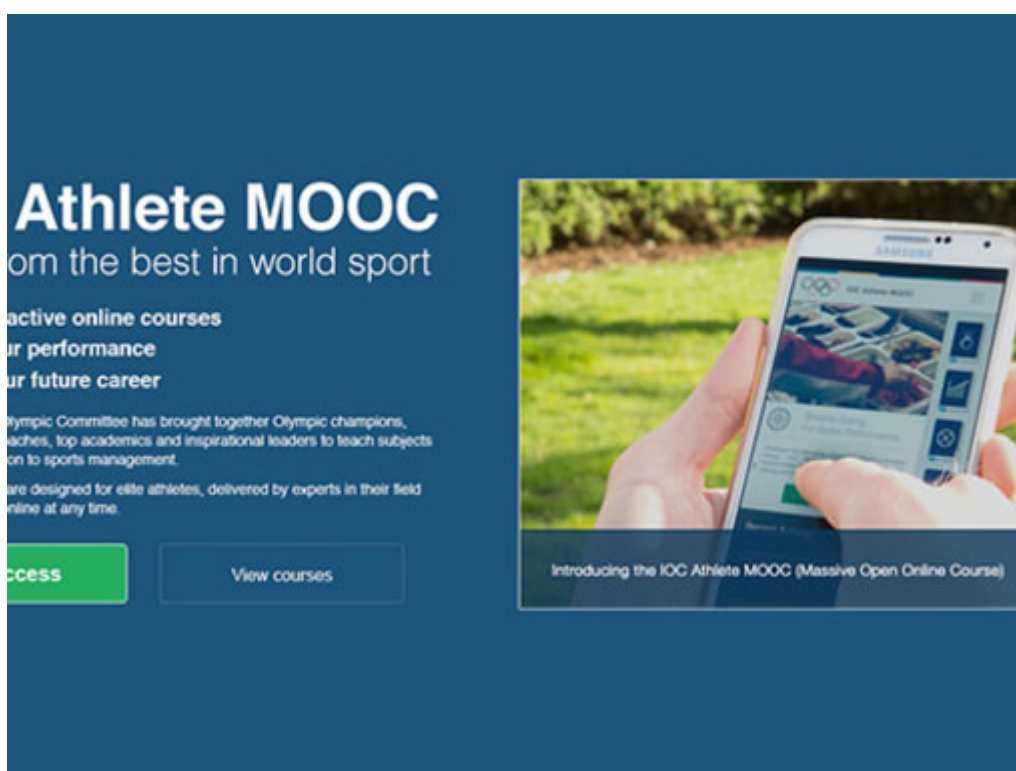 Athlete MOOC
om the best in world sport
active online courses
ur performance
ur future career
lympic Committee has brought together Olympic champions,
aches, top academics and inspirational leaders to teach subjects
on to sports management.
are designed for elite athletes, delivered by experts in their field
nline at any time.
ccess
View courses
SAMSUNG
IOC Athlete MOOC
Introducing the IOC Athlete MOOC (Massive Open Online Course)